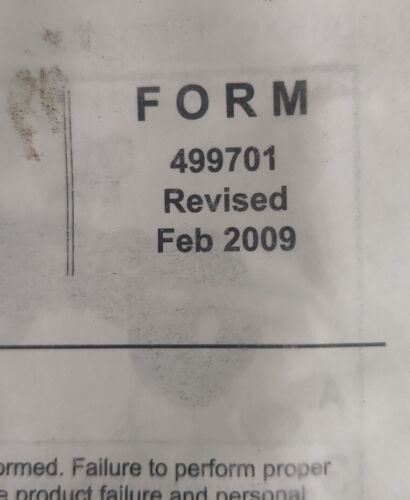 FORM
499701
Revised
Feb 2009
ormed. Failure to perform proper
product failure and personal